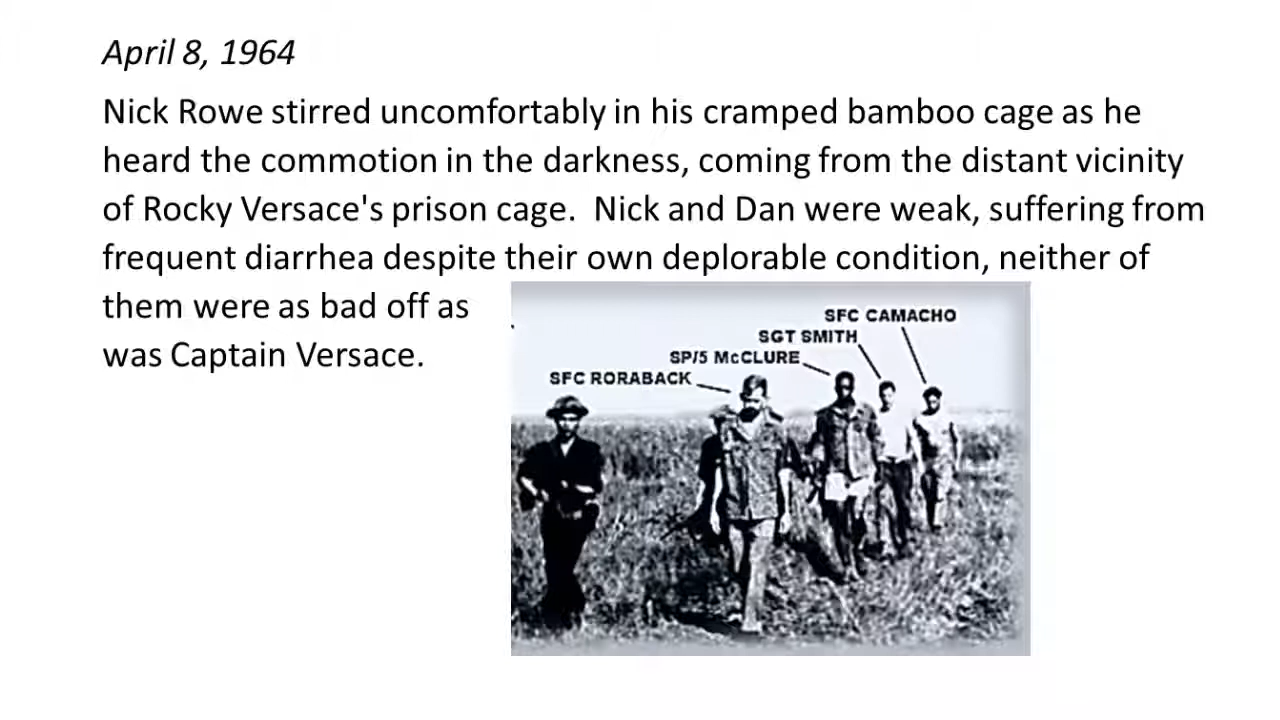 April 8, 1964
Nick Rowe stirred uncomfortably in his cramped bamboo cage as he
heard the commotion in the darkness, coming from the distant vicinity
of Rocky Versace's prison cage.  Nick and Dan were weak, suffering from
frequent diarrhea despite their own deplorable condition, neither of
them were as bad off as
was Captain Versace.
SFC CAMACHO
SGT SMITH
SP/5 McCLURE
SFC RORABACK